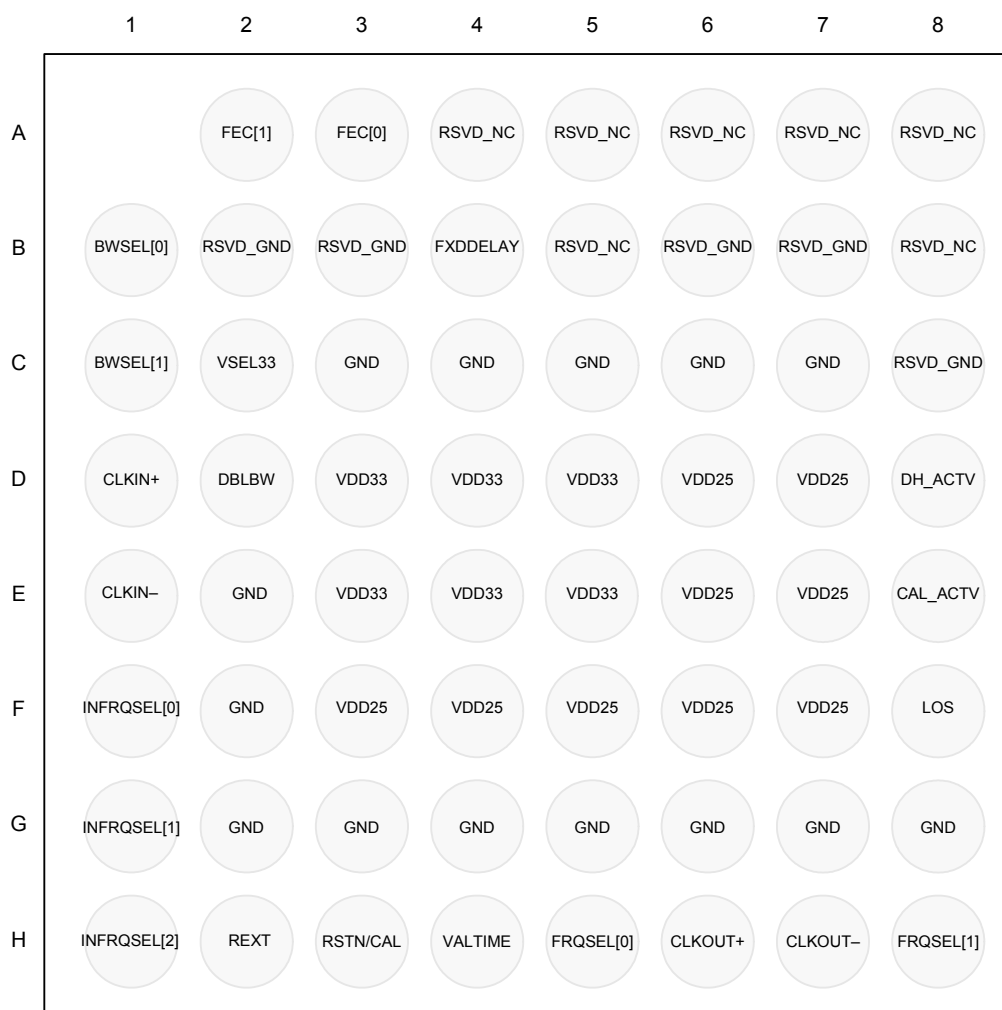 1 2 3 4 5 6 7 8
A FEC[1] FEC[0] RSVD_NC RSVD_NC RSVD_NC RSVD_NC RSVD_NC
B BWSEL[0] RSVD_GND RSVD_GND FXDDELAY RSVD_NC RSVD_GND RSVD_GND RSVD_NC
C BWSEL[1] VSEL33 GND GND GND GND GND RSVD_GND
D CLKIN+ DBLBW VDD33 VDD33 VDD33 VDD25 VDD25 DH_ACTV
E CLKIN– GND VDD33 VDD33 VDD33 VDD25 VDD25 CAL_ACTV
F INFRQSEL[0] GND VDD25 VDD25 VDD25 VDD25 VDD25 LOS
G INFRQSEL[1] GND GND GND GND GND GND GND
H INFRQSEL[2] REXT RSTN/CAL VALTIME FRQSEL[0] CLKOUT+ CLKOUT– FRQSEL[1]